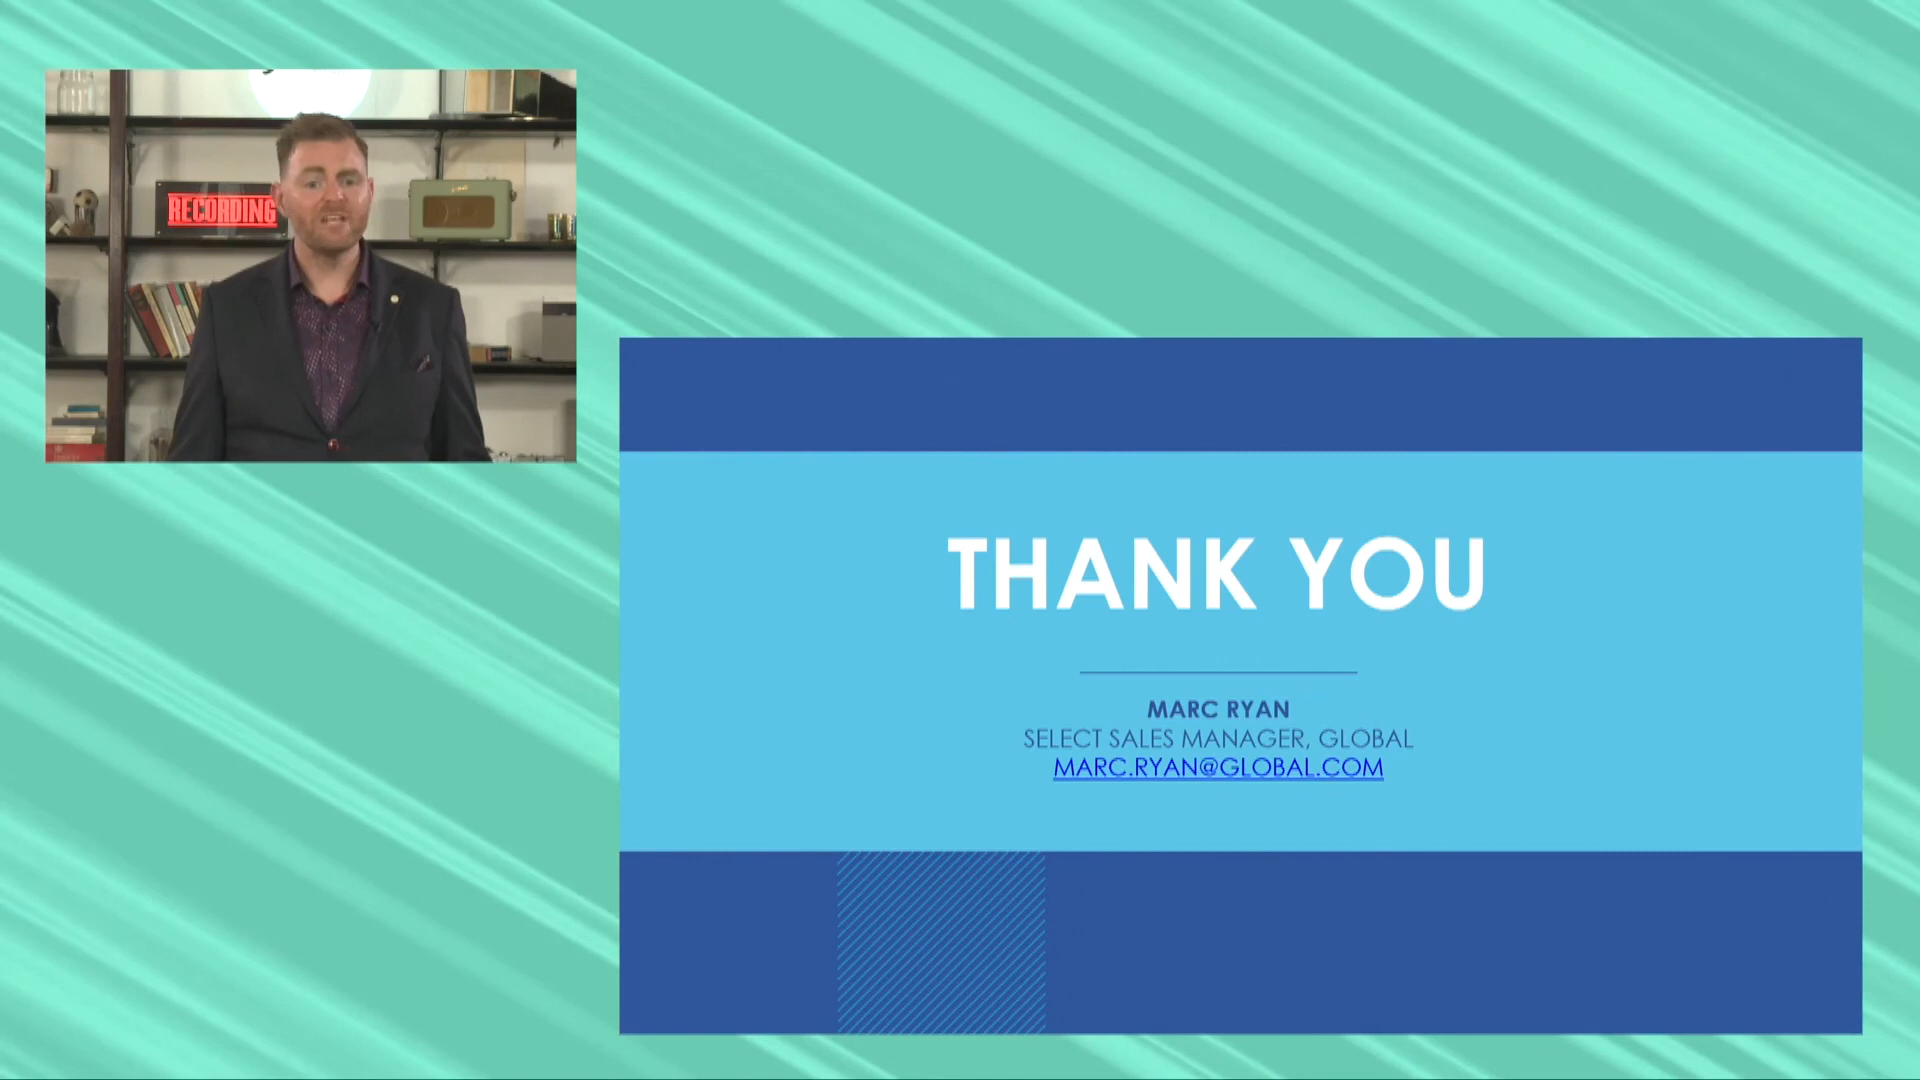 RECORDING
THANK YOU
MARC RYAN
SELECT SALES MANAGER, GLOBAL
MARC.RYAN@GLOBAL.COM